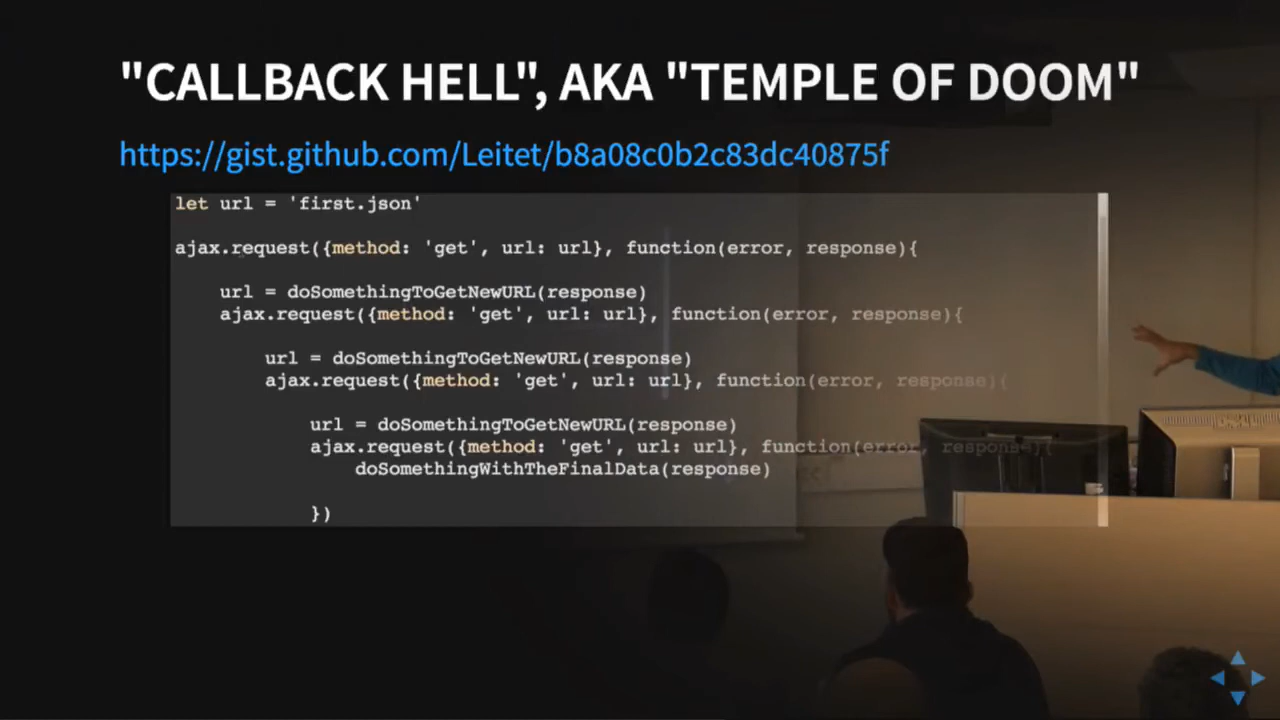 "CALLBACK HELL", AKA "TEMPLE OF DOOM"
https://gist.github.com/Leitet/b8a08c0b2c83dc40875f
let url = 'first.json'
ajax.request({method: 'get', url: url}, function(error, response){
url = doSomethingToGetNewURL(response)
ajax.request({method: 'get', url: url}, function(error, response){
url = doSomethingToGetNewURL(response)
ajax.request({method: 'get', url: url}, function(error, response){
url = doSomethingToGetNewURL(response)
ajax.request({method: 'get', url: url}, function(error, response){
doSomethingWithTheFinalData(response)
})